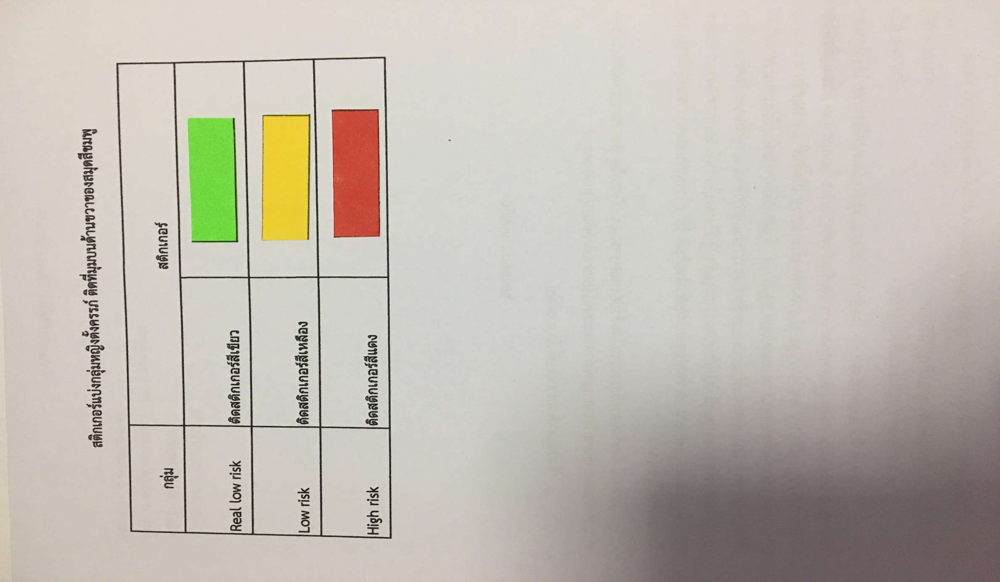 สติกเกอร์แบ่งกลุ่มหญิงตั้งครรภ์ ติดที่มุมบนด้านขวาของสมุดสีชมพู
กลุ่ม สติกเกอร์
Real low risk ติดสติกเกอร์สีเขียว
Low risk ติดสติกเกอร์สีเหลือง
High risk ติดสติกเกอร์สีแดง